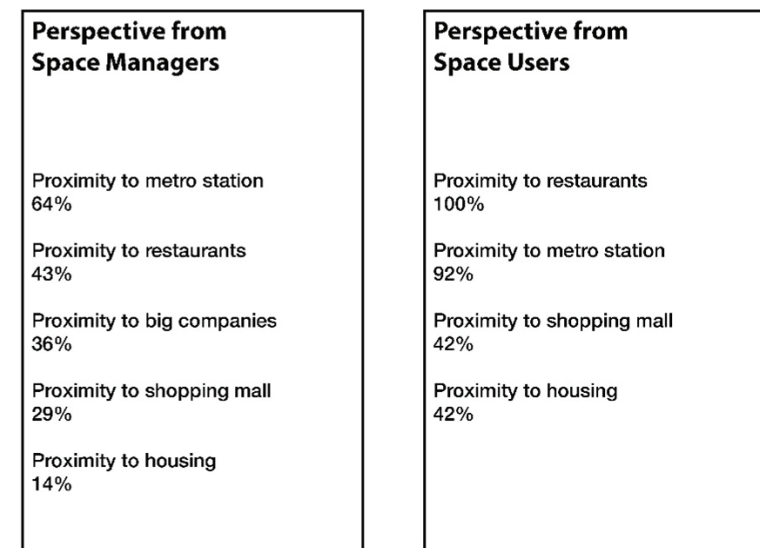 Perspective from
Space Managers
Proximity to metro station
64%
Proximity to restaurants
43%
Proximity to big companies
36%
Proximity to shopping mall
29%
Proximity to housing
14%
Perspective from
Space Users
Proximity to restaurants
100%
Proximity to metro station
92%
Proximity to shopping mall
42%
Proximity to housing
42%